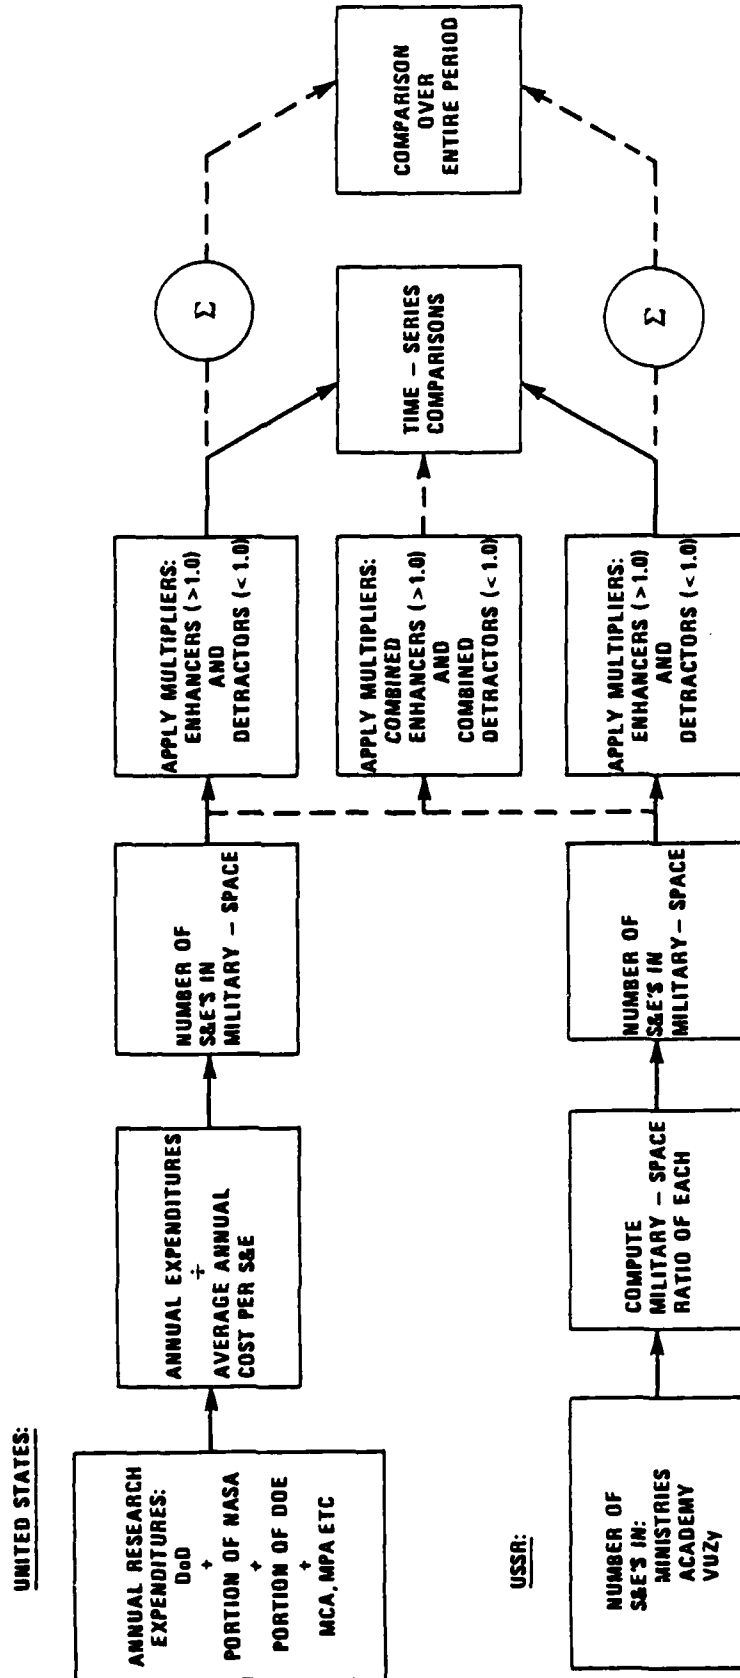 UNITED STATES:
ANNUAL RESEARCH
EXPENDITURES:
DoD
+
PORTION OF NASA
+
PORTION OF DOE
+
MCA, MPA ETC
ANNUAL EXPENDITURES
÷
AVERAGE ANNUAL
COST PER S&E
NUMBER OF
S&E'S IN
MILITARY – SPACE
APPLY MULTIPLIERS:
ENHANCERS (>1.0)
AND
DETRACTORS (< 1.0)
Σ
APPLY MULTIPLIERS:
COMBINED
ENHANCERS (>1.0)
AND
COMBINED
DETRACTORS (< 1.0)
TIME – SERIES
COMPARISONS
COMPARISON
OVER
ENTIRE PERIOD
USSR:
NUMBER OF
S&E'S IN:
MINISTRIES
ACADEMY
VUZy
COMPUTE
MILITARY – SPACE
RATIO OF EACH
NUMBER OF
S&E'S IN
MILITARY – SPACE
APPLY MULTIPLIERS:
ENHANCERS (>1.0)
AND
DETRACTORS (< 1.0)
Σ